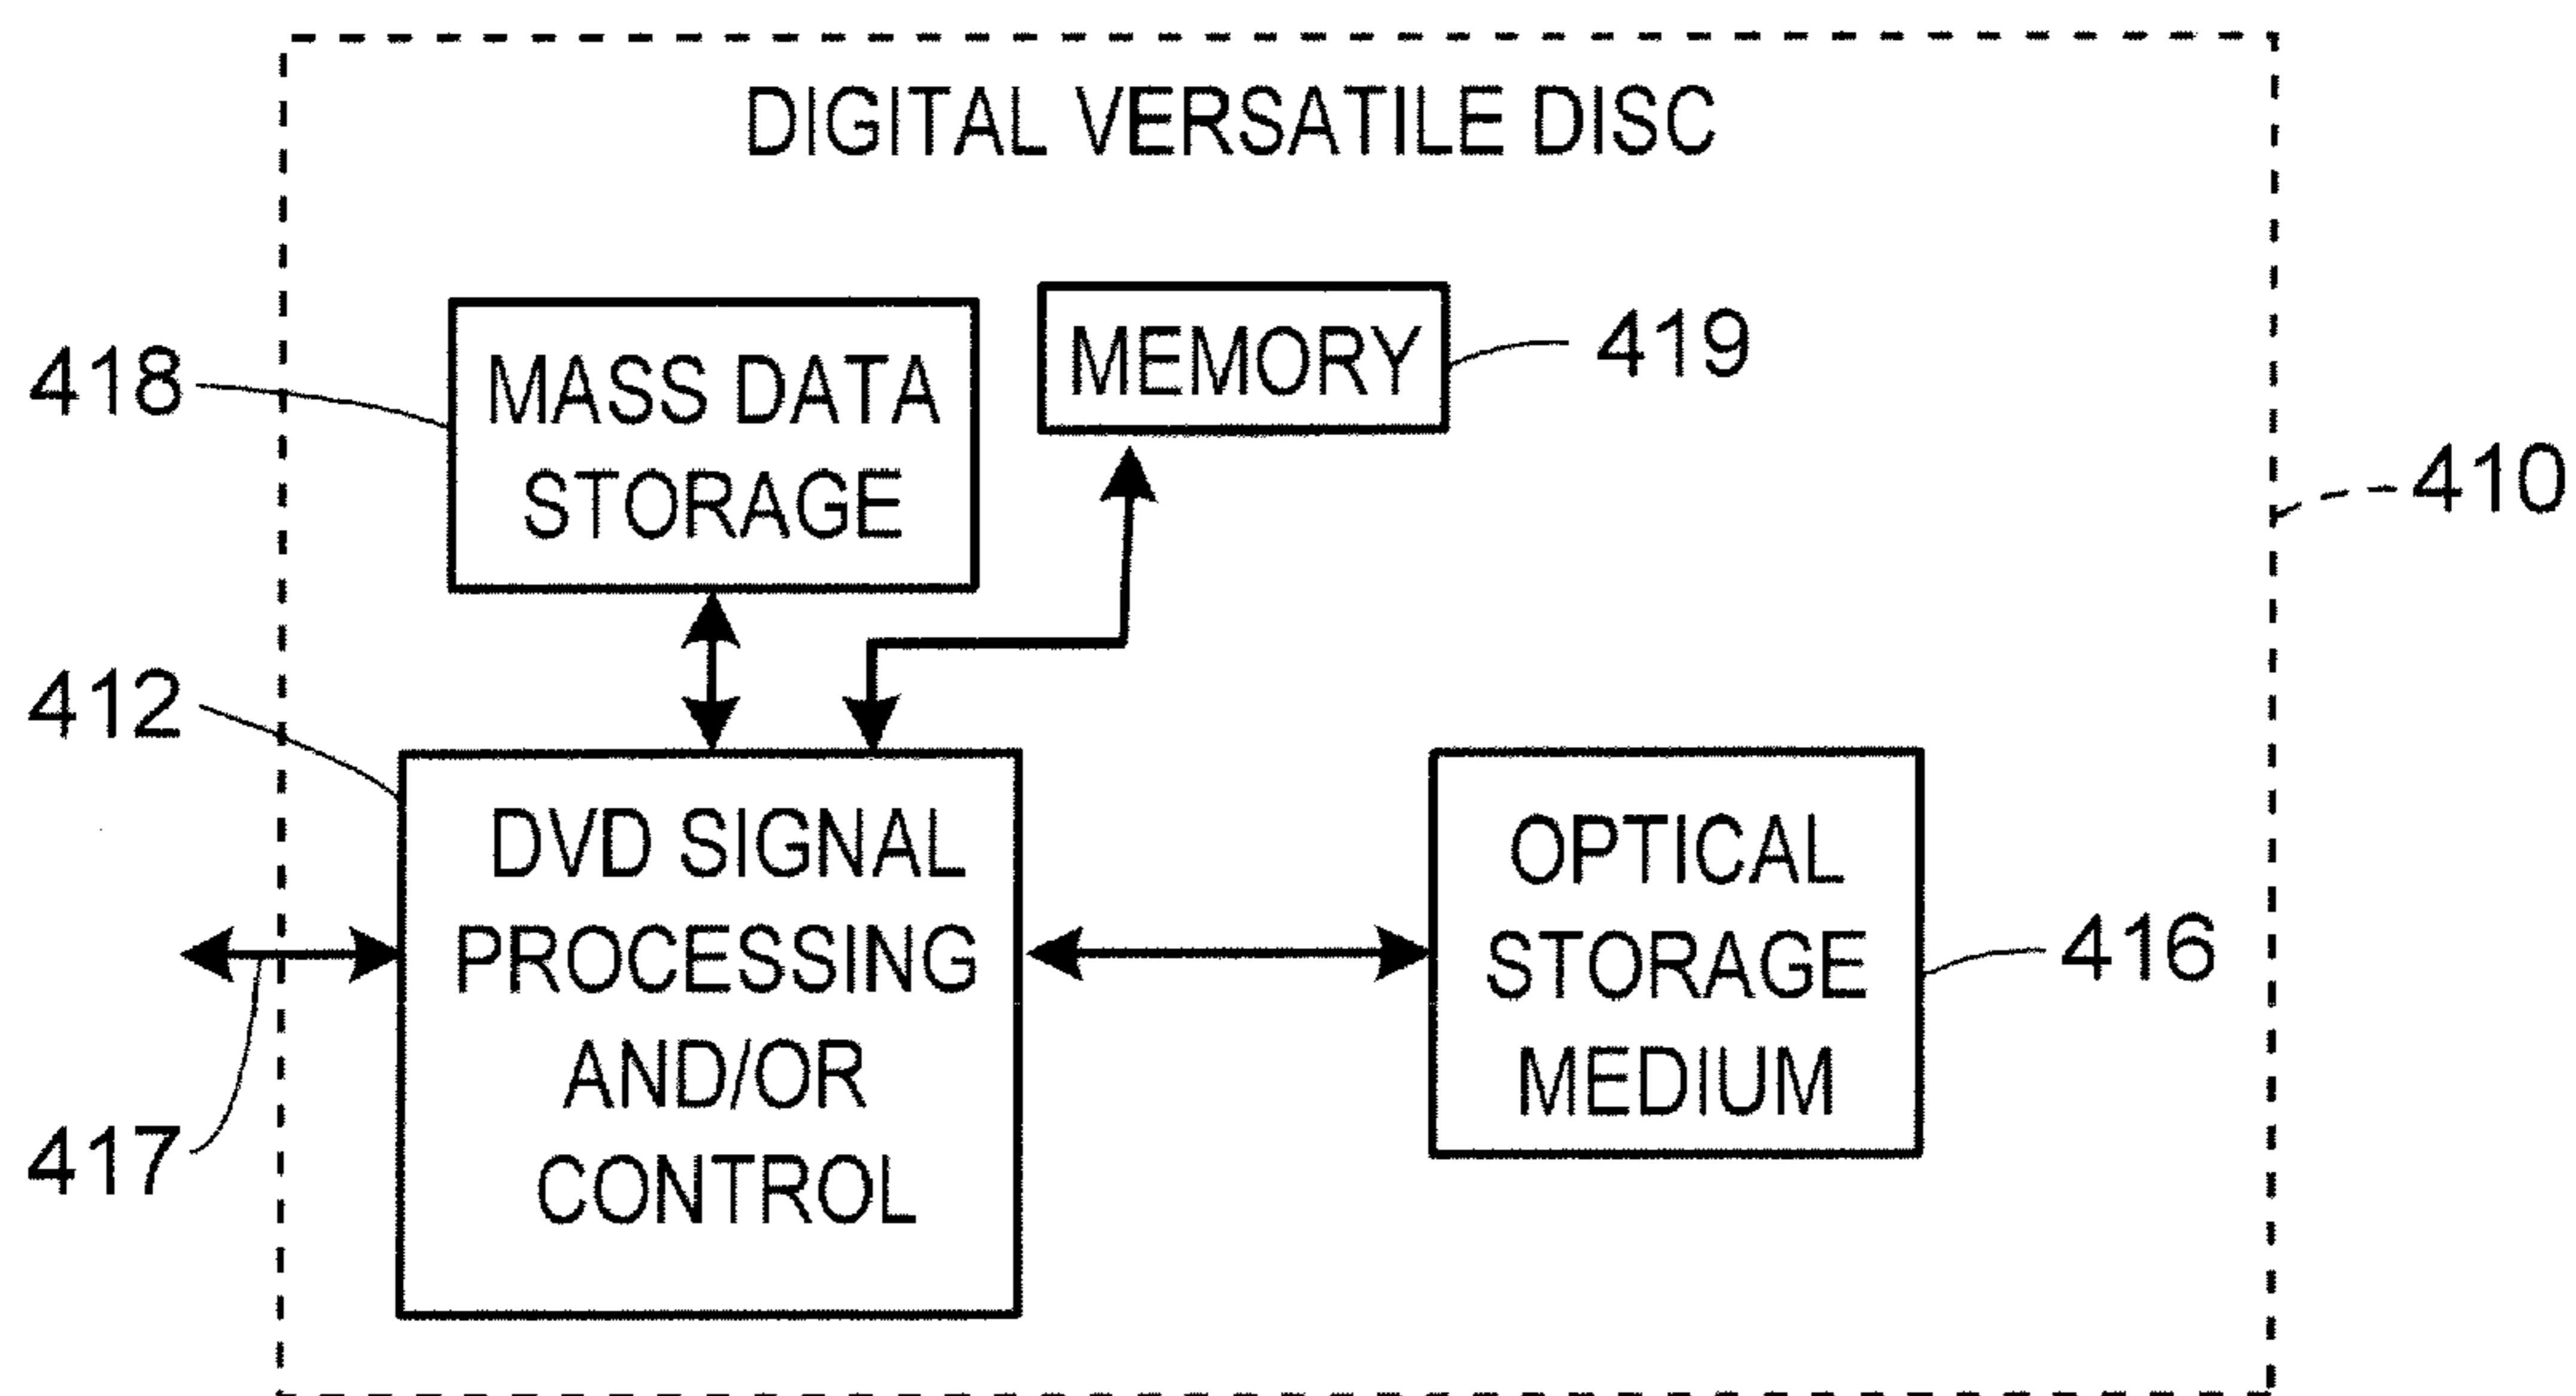 DIGITAL VERSATILE DISC
418
MASS DATA
STORAGE
MEMORY
419
410
412
DVD SIGNAL
PROCESSING
AND/OR
CONTROL
OPTICAL
STORAGE
MEDIUM
416
417